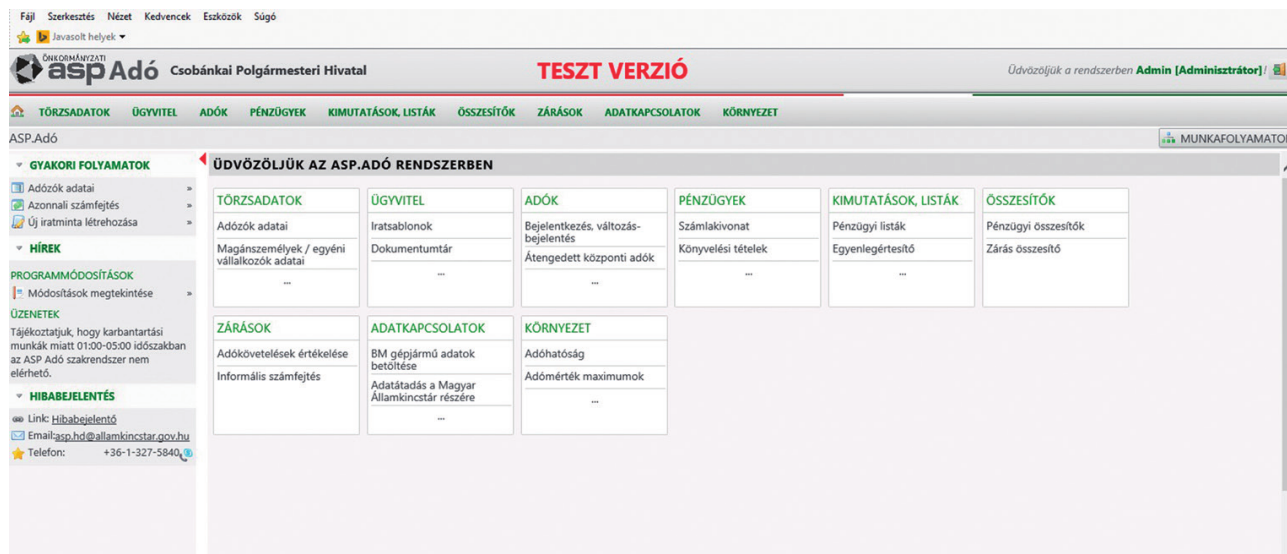 Fájl Szerkesztés Nézet Kedvencek Eszközök Súgó
Javasolt helyek
ÖNKORMÁNYZATI
asp Adó Csobánkai Polgármesteri Hivatal TESZT VERZIÓ Üdvözöljük a rendszerben Admin [Adminisztrátor]!
TÖRZSADATOK ÜGYVITEL ADÓK PÉNZÜGYEK KIMUTATÁSOK, LISTÁK ÖSSZESÍTŐK ZÁRÁSOK ADATKAPCSOLATOK KÖRNYEZET
ASP.Adó MUNKAFOLYAMATO
GYAKORI FOLYAMATOK
Adózók adatai »
Azonnali számfejtés »
Új iratminta létrehozása »
HÍREK
PROGRAMMÓDOSÍTÁSOK
Módosítások megtekintése »
ÜZENETEK
Tájékoztatjuk, hogy karbantartási
munkák miatt 01:00-05:00 időszakban
az ASP Adó szakrendszer nem
elérhető.
HIBABEJELENTÉS
Link: Hibabejelentő
Email:asp.hd@allamkincstar.gov.hu
Telefon: +36-1-327-5840
ÜDVÖZÖLJÜK AZ ASP.ADÓ RENDSZERBEN
TÖRZSADATOK
Adózók adatai
Magánszemélyek / egyéni
vállalkozók adatai
...
ÜGYVITEL
Iratsablonok
Dokumentumtár
...
ADÓK
Bejelentkezés, változás-
bejelentés
Átengedett központi adók
...
PÉNZÜGYEK
Számlakivonat
Könyvelési tételek
...
KIMUTATÁSOK, LISTÁK
Pénzügyi listák
Egyenlegértesítő
...
ÖSSZESÍTŐK
Pénzügyi összesítők
Zárás összesítő
ZÁRÁSOK
Adókövetelések értékelése
Informális számfejtés
ADATKAPCSOLATOK
BM gépjármű adatok
betöltése
Adatátadás a Magyar
Államkincstár részére
...
KÖRNYEZET
Adóhatóság
Adómérték maximumok
...